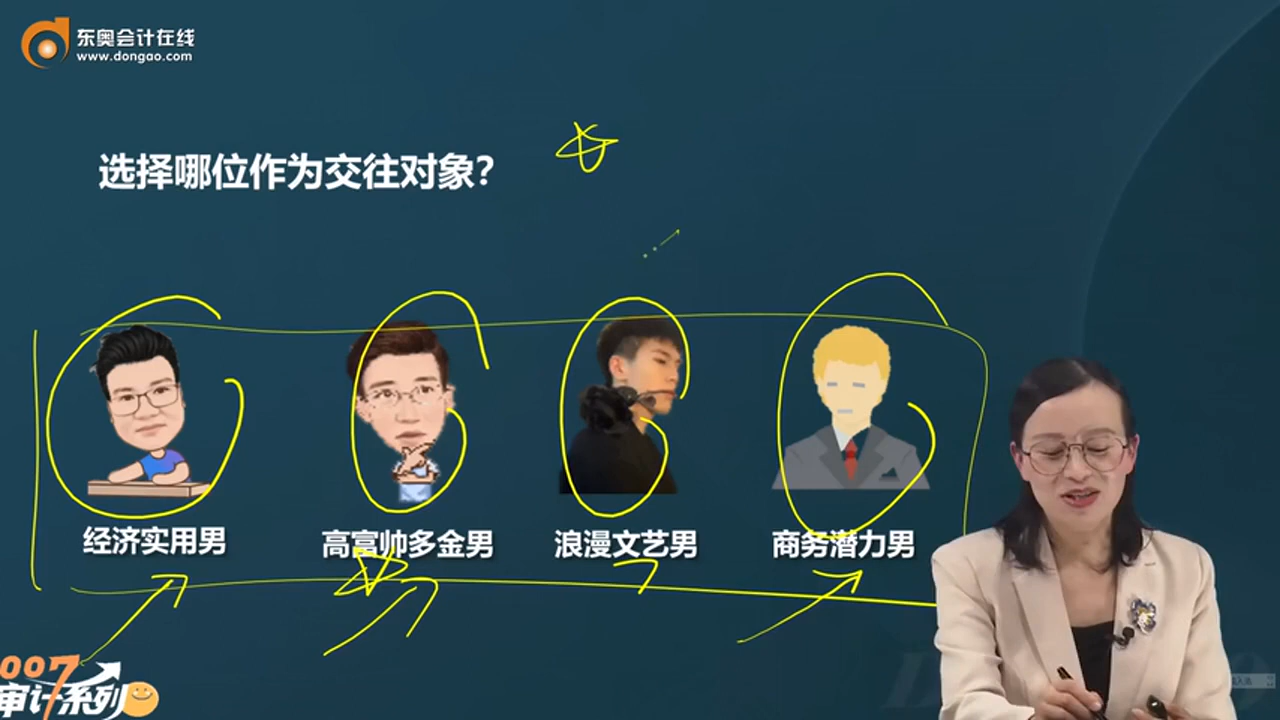 东奥会计在线
www.dongao.com
选择哪位作为交往对象？
经济实用男
高富帅多金男
浪漫文艺男
商务潜力男
007
审计系列